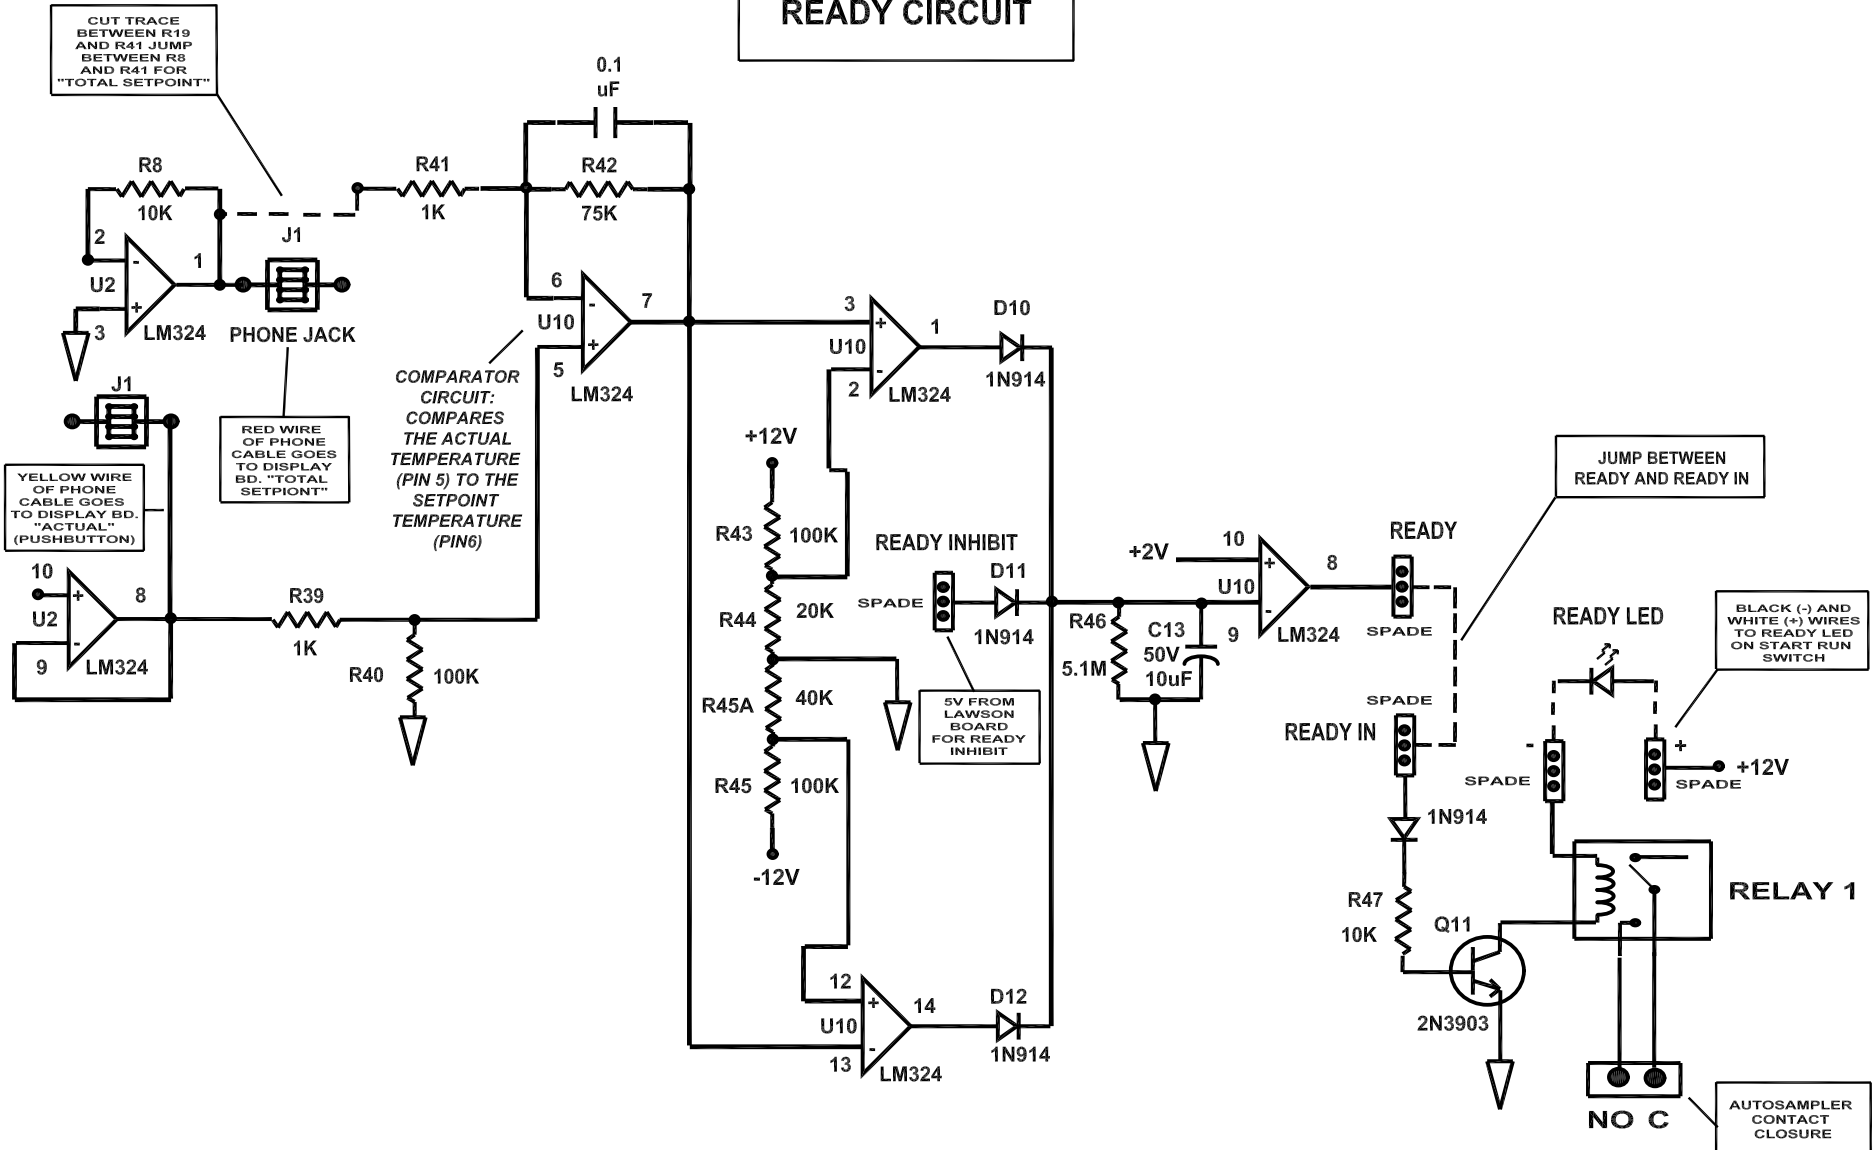 READY CIRCUIT
CUT TRACE
BETWEEN R19
AND R41 JUMP
BETWEEN R8
AND R41 FOR
"TOTAL SETPOINT"
0.1
uF
R8
10K
R41
1K
R42
75K
J1
2
U2
1
3
LM324
PHONE JACK
6
U10
7
5
LM324
3
U10
1
2
LM324
D10
1N914
J1
RED WIRE
OF PHONE
CABLE GOES
TO DISPLAY
BD. "TOTAL
SETPIONT"
COMPARATOR
CIRCUIT:
COMPARES
THE ACTUAL
TEMPERATURE
(PIN 5) TO THE
SETPOINT
TEMPERATURE
(PIN6)
YELLOW WIRE
OF PHONE
CABLE GOES
TO DISPLAY BD.
"ACTUAL"
(PUSHBUTTON)
10
U2
8
9
LM324
R39
1K
R40
100K
+12V
R43
100K
R44
20K
R45A
40K
R45
100K
-12V
READY INHIBIT
SPADE
D11
1N914
5V FROM
LAWSON
BOARD
FOR READY
INHIBIT
R46
5.1M
C13
50V
10uF
+2V
10
U10
8
9
LM324
READY
SPADE
JUMP BETWEEN
READY AND READY IN
SPADE
READY IN
1N914
R47
10K
Q11
2N3903
READY LED
BLACK (-) AND
WHITE (+) WIRES
TO READY LED
ON START RUN
SWITCH
-
SPADE
+
+12V
SPADE
RELAY 1
12
U10
14
13
LM324
D12
1N914
NO C
AUTOSAMPLER
CONTACT
CLOSURE